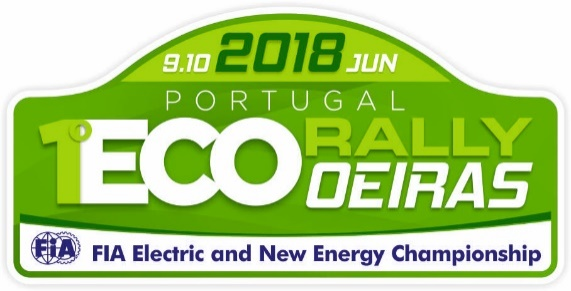 9.10 2018 JUN
PORTUGAL
1º ECO RALLY
OEIRAS
FiA FIA Electric and New Energy Championship